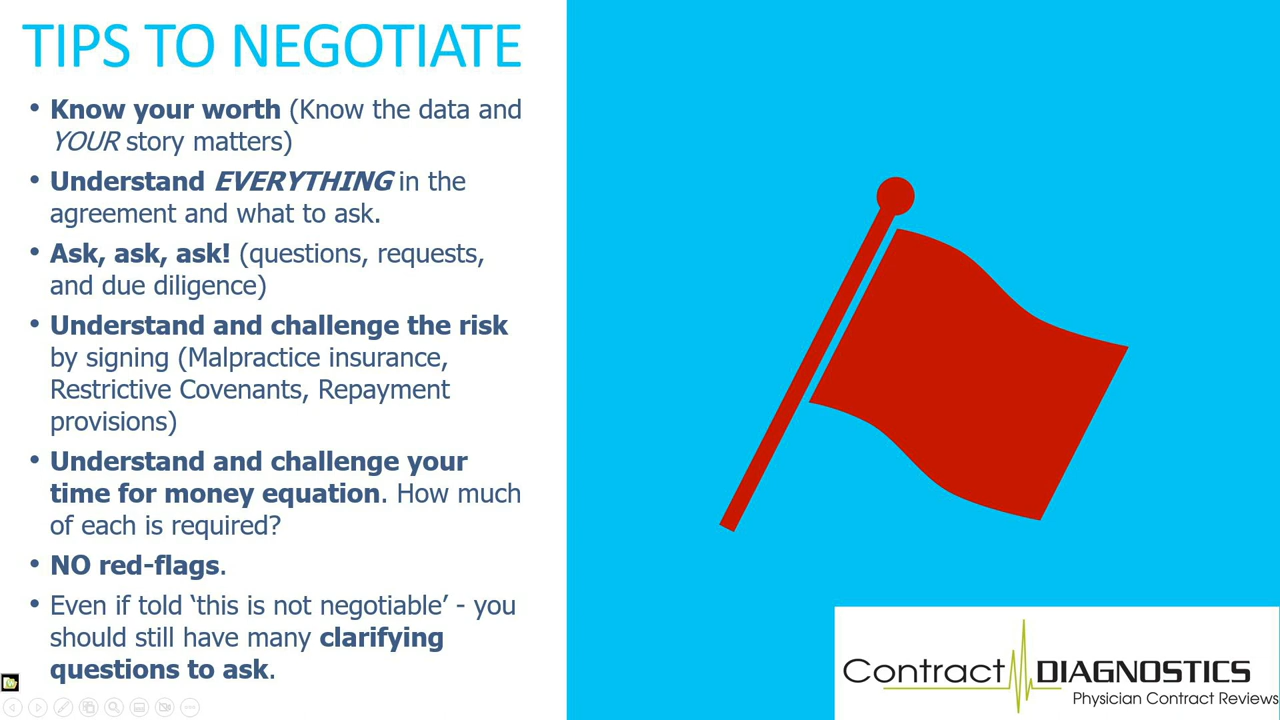 TIPS TO NEGOTIATE
• Know your worth (Know the data and
YOUR story matters)
• Understand EVERYTHING in the
agreement and what to ask.
• Ask, ask, ask! (questions, requests,
and due diligence)
• Understand and challenge the risk
by signing (Malpractice insurance,
Restrictive Covenants, Repayment
provisions)
• Understand and challenge your
time for money equation. How much
of each is required?
• NO red-flags.
• Even if told ‘this is not negotiable’ - you
should still have many clarifying
questions to ask.
Contract DIAGNOSTICS
Physician Contract Reviews